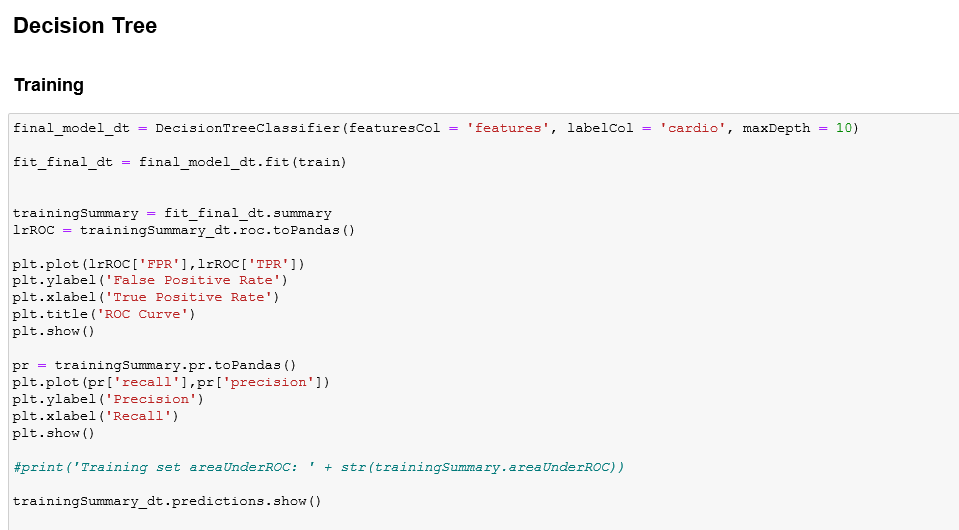 Decision Tree
Training
final_model_dt = DecisionTreeClassifier(featuresCol = 'features', labelCol = 'cardio', maxDepth = 10)
fit_final_dt = final_model_dt.fit(train)
trainingSummary = fit_final_dt.summary
lrROC = trainingSummary_dt.roc.toPandas()
plt.plot(lrROC['FPR'],lrROC['TPR'])
plt.ylabel('False Positive Rate')
plt.xlabel('True Positive Rate')
plt.title('ROC Curve')
plt.show()
pr = trainingSummary.pr.toPandas()
plt.plot(pr['recall'],pr['precision'])
plt.ylabel('Precision')
plt.xlabel('Recall')
plt.show()
#print('Training set areaUnderROC: ' + str(trainingSummary.areaUnderROC))
trainingSummary_dt.predictions.show()